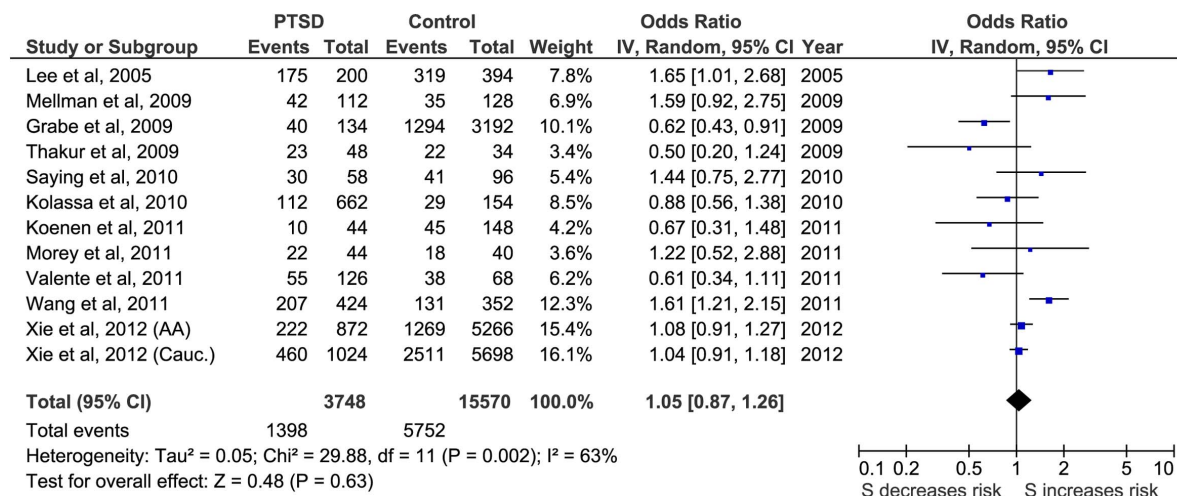 PTSD Control Odds Ratio Odds Ratio
Study or Subgroup Events Total Events Total Weight IV, Random, 95% CI Year IV, Random, 95% CI
Lee et al, 2005 175 200 319 394 7.8% 1.65 [1.01, 2.68] 2005
Mellman et al, 2009 42 112 35 128 6.9% 1.59 [0.92, 2.75] 2009
Grabe et al, 2009 40 134 1294 3192 10.1% 0.62 [0.43, 0.91] 2009
Thakur et al, 2009 23 48 22 34 3.4% 0.50 [0.20, 1.24] 2009
Saying et al, 2010 30 58 41 96 5.4% 1.44 [0.75, 2.77] 2010
Kolassa et al, 2010 112 662 29 154 8.5% 0.88 [0.56, 1.38] 2010
Koenen et al, 2011 10 44 45 148 4.2% 0.67 [0.31, 1.48] 2011
Morey et al, 2011 22 44 18 40 3.6% 1.22 [0.52, 2.88] 2011
Valente et al, 2011 55 126 38 68 6.2% 0.61 [0.34, 1.11] 2011
Wang et al, 2011 207 424 131 352 12.3% 1.61 [1.21, 2.15] 2011
Xie et al, 2012 (AA) 222 872 1269 5266 15.4% 1.08 [0.91, 1.27] 2012
Xie et al, 2012 (Cauc.) 460 1024 2511 5698 16.1% 1.04 [0.91, 1.18] 2012
Total (95% CI) 3748 15570 100.0% 1.05 [0.87, 1.26]
Total events 1398 5752
Heterogeneity: Tau² = 0.05; Chi² = 29.88, df = 11 (P = 0.002); I² = 63%
Test for overall effect: Z = 0.48 (P = 0.63)
0.1 0.2 0.5 1 2 5 10
S decreases risk S increases risk